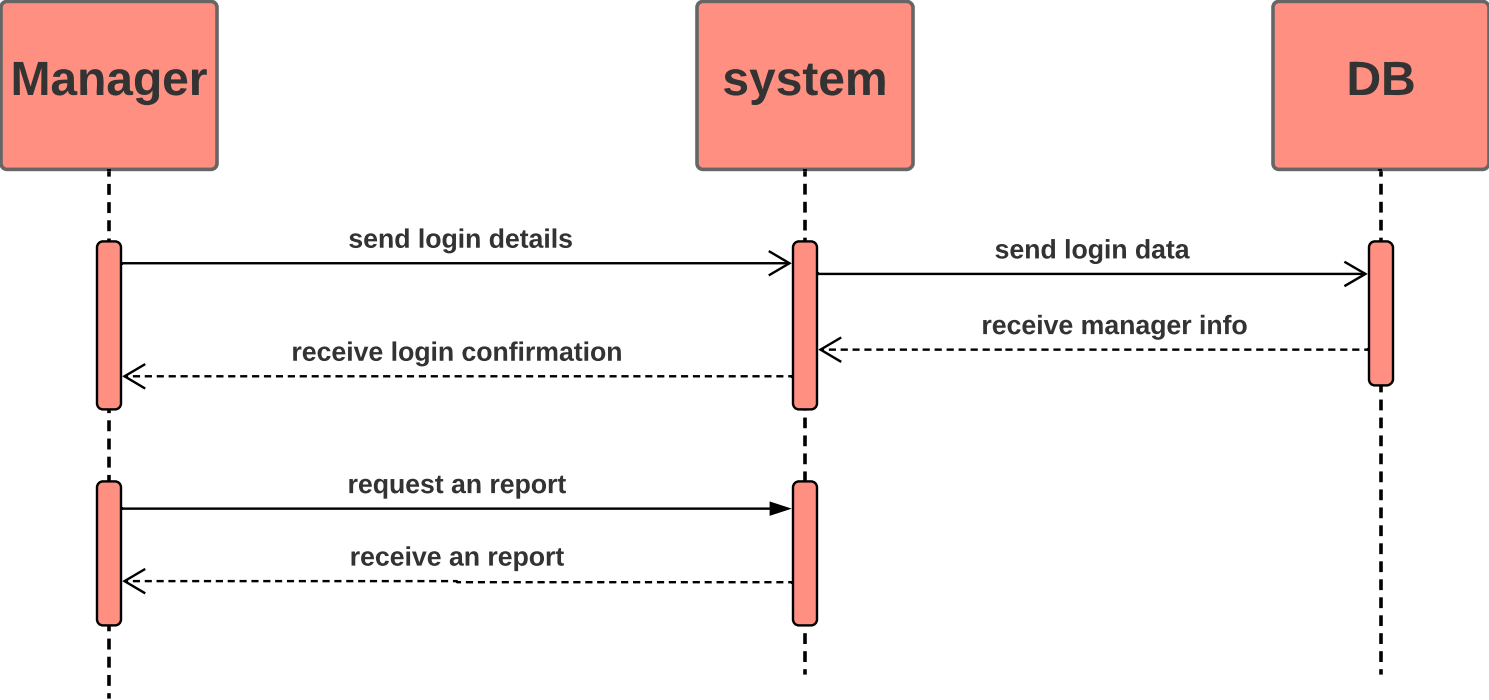 Manager
system
DB
send login details
send login data
receive manager info
receive login confirmation
request an report
receive an report